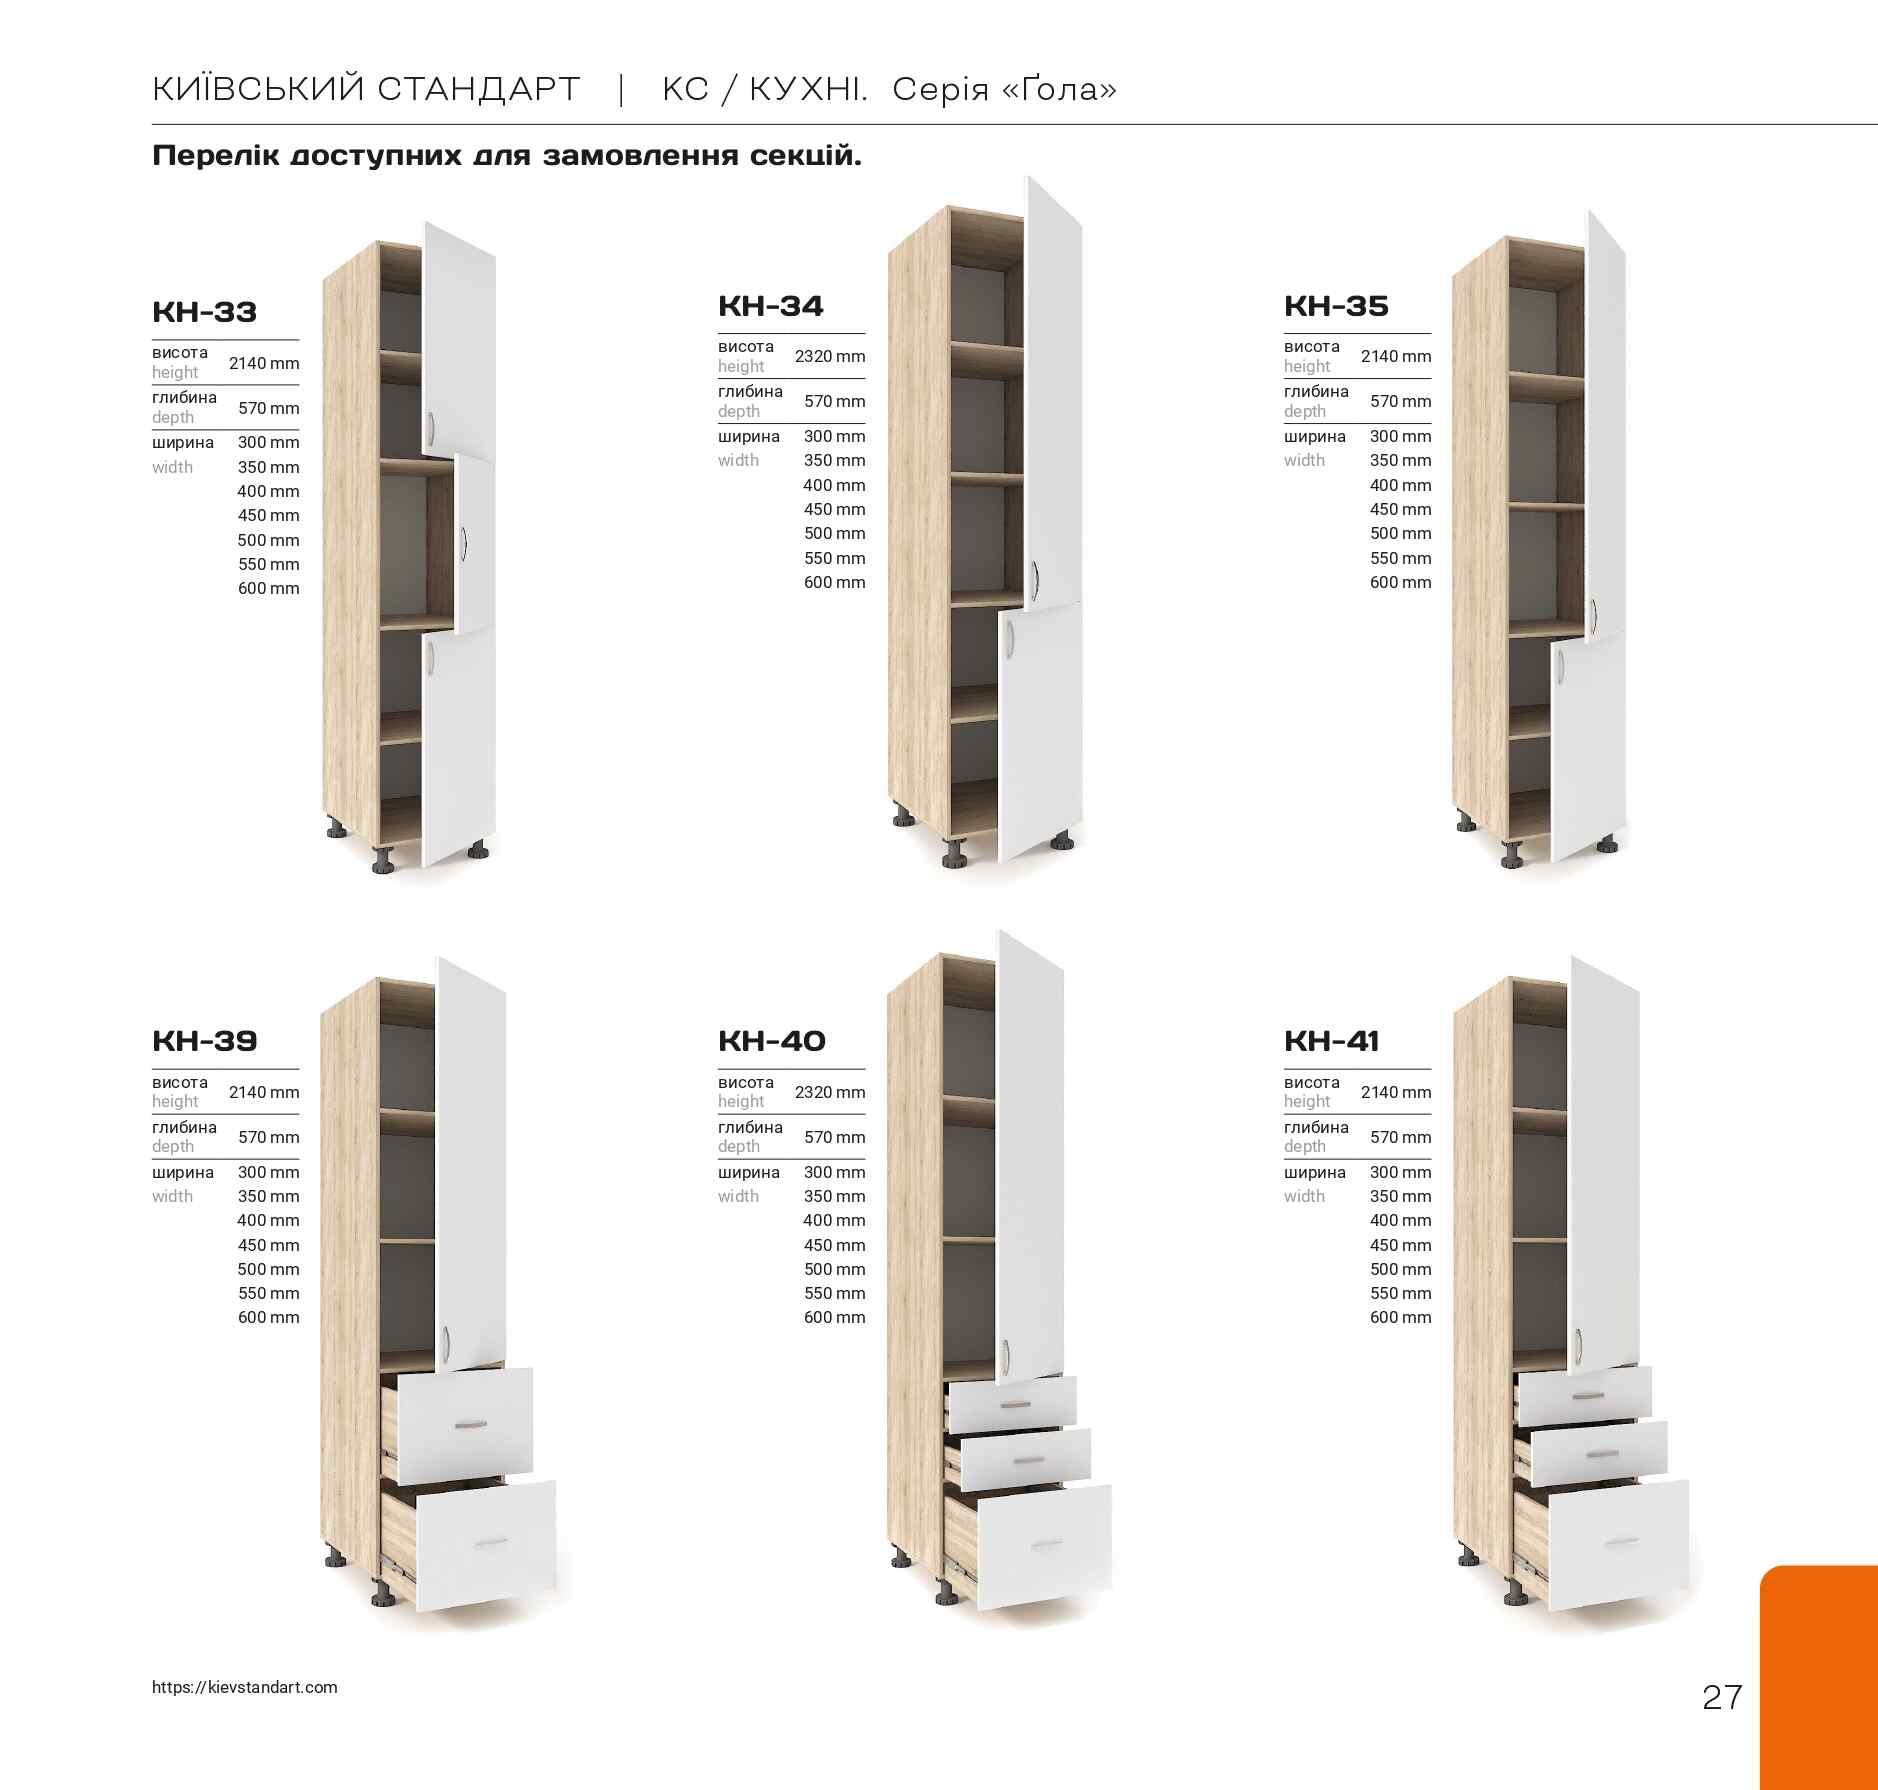 КИЇВСЬКИЙ СТАНДАРТ | КС / КУХНІ. Серія «Ґола»
Перелік доступних для замовлення секцій.
КН-33
висота
height
2140 mm
глибина
depth
570 mm
ширина 300 mm
width 350 mm
400 mm
450 mm
500 mm
550 mm
600 mm
КН-34
висота
height
2320 mm
глибина
depth
570 mm
ширина 300 mm
width 350 mm
400 mm
450 mm
500 mm
550 mm
600 mm
КН-35
висота
height
2140 mm
глибина
depth
570 mm
ширина 300 mm
width 350 mm
400 mm
450 mm
500 mm
550 mm
600 mm
КН-39
висота
height
2140 mm
глибина
depth
570 mm
ширина 300 mm
width 350 mm
400 mm
450 mm
500 mm
550 mm
600 mm
КН-40
висота
height
2320 mm
глибина
depth
570 mm
ширина 300 mm
width 350 mm
400 mm
450 mm
500 mm
550 mm
600 mm
КН-41
висота
height
2140 mm
глибина
depth
570 mm
ширина 300 mm
width 350 mm
400 mm
450 mm
500 mm
550 mm
600 mm
https://kievstandart.com
27